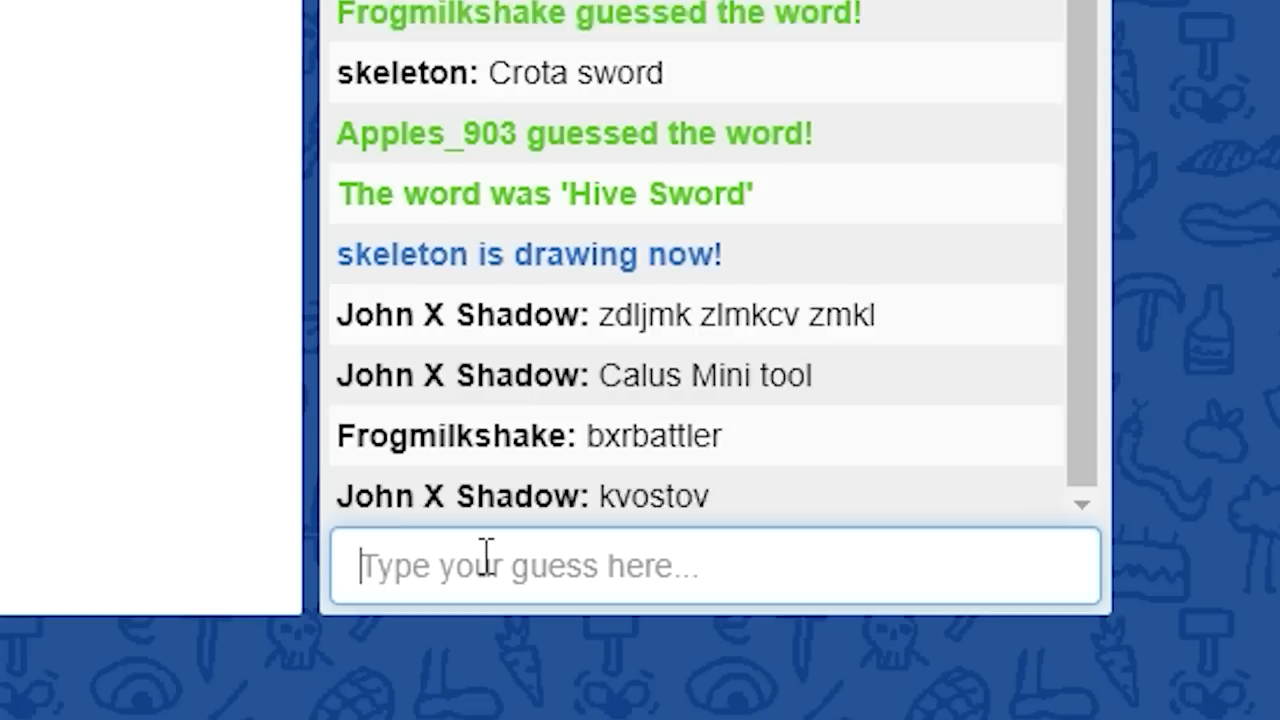 Frogmilkshake guessed the word!
skeleton: Crota sword
Apples_903 guessed the word!
The word was 'Hive Sword'
skeleton is drawing now!
John X Shadow: zdljmk zlmkcv zmkl
John X Shadow: Calus Mini tool
Frogmilkshake: bxrbattler
John X Shadow: kvostov
Type your guess here...